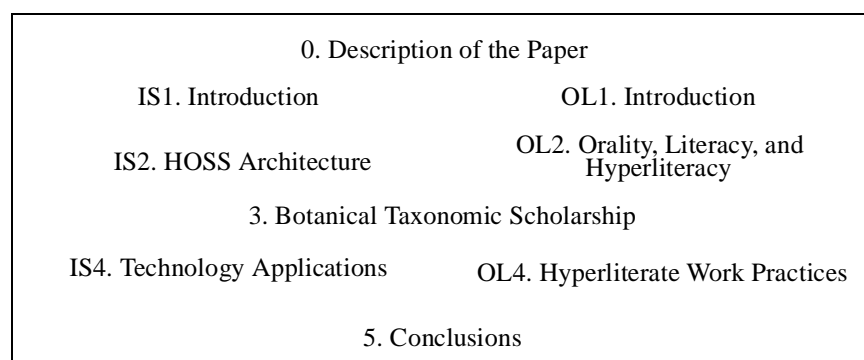 0. Description of the Paper
IS1. Introduction
OL1. Introduction
IS2. HOSS Architecture
OL2. Orality, Literacy, and
Hyperliteracy
3. Botanical Taxonomic Scholarship
IS4. Technology Applications
OL4. Hyperliterate Work Practices
5. Conclusions